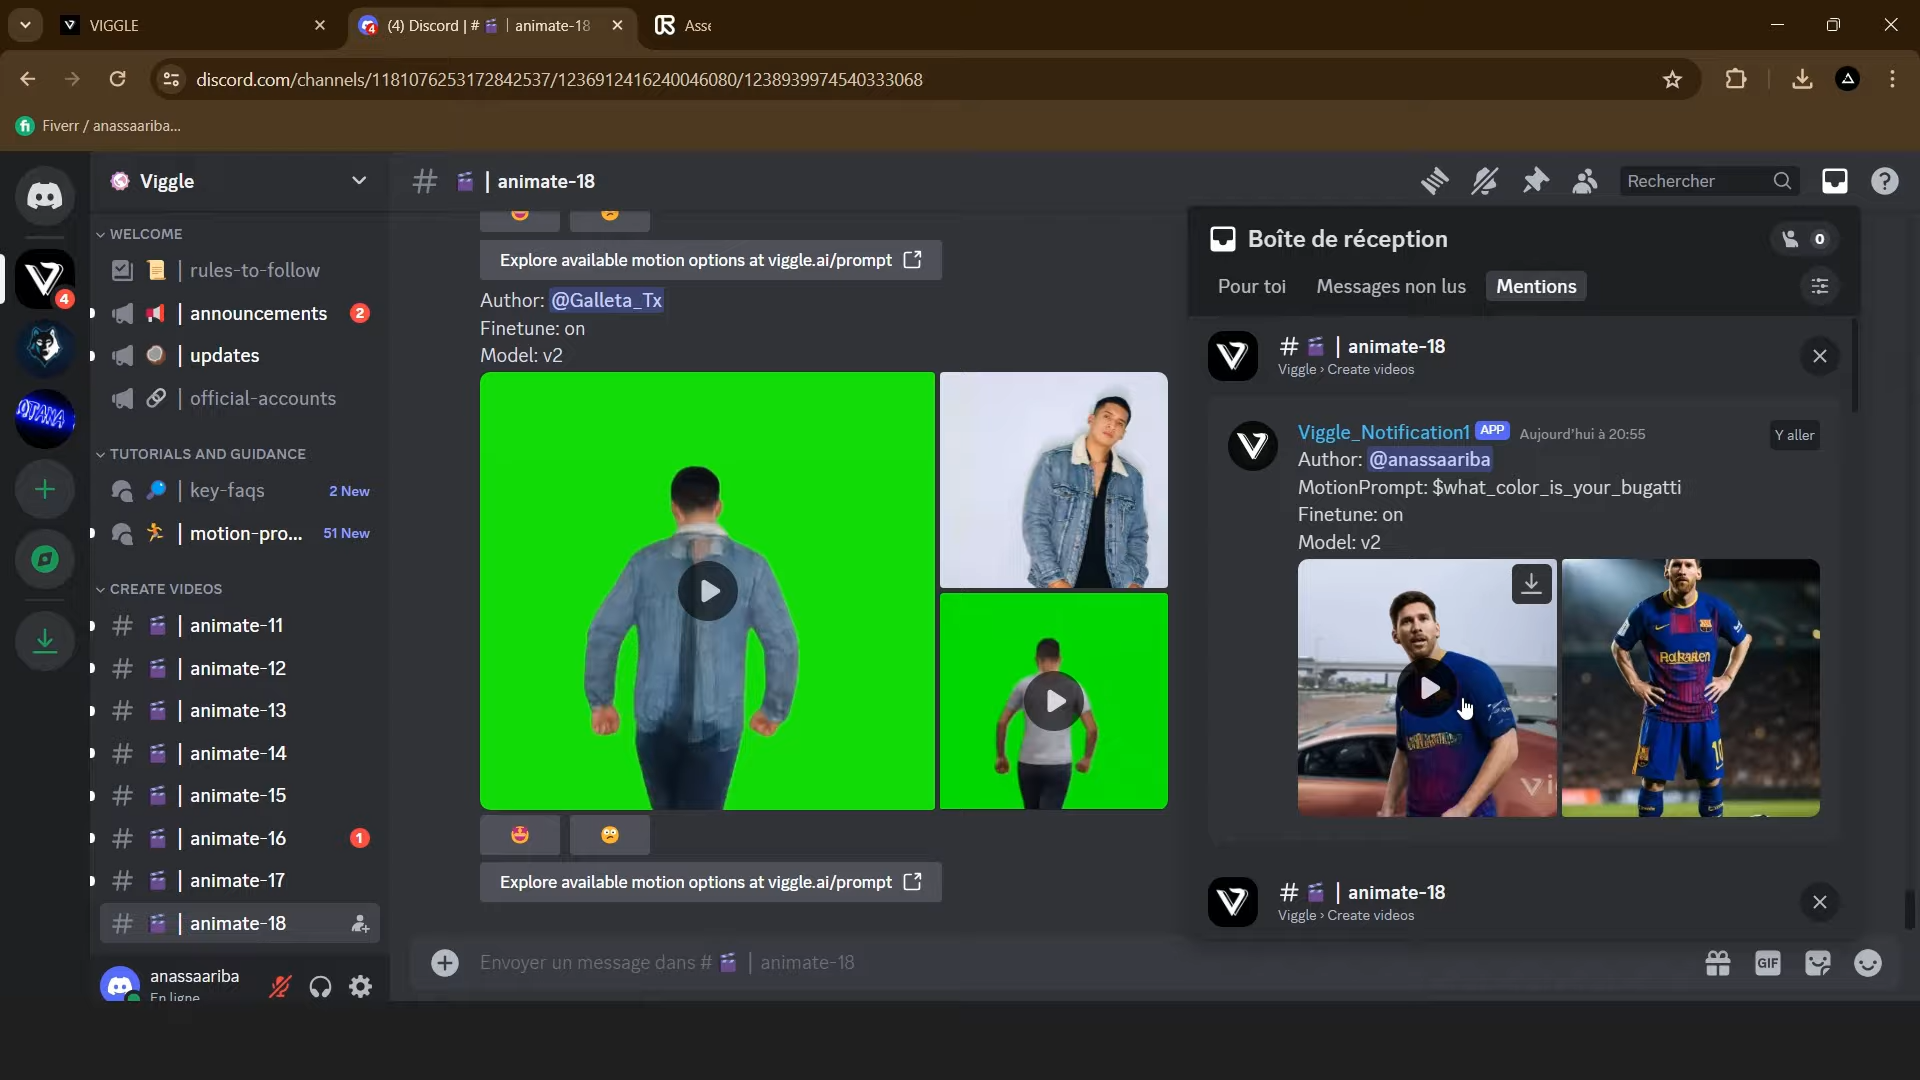 VIGGLE
(4) Discord | # | animate-18
Asse
discord.com/channels/1181076253172842537/1236912416240046080/1238939974540333068
Fiverr / anassaariba...
Viggle
# | animate-18
Rechercher
WELCOME
| rules-to-follow
| announcements 2
| updates
| official-accounts
TUTORIALS AND GUIDANCE
| key-faqs 2 New
| motion-pro... 51 New
CREATE VIDEOS
# | animate-11
# | animate-12
# | animate-13
# | animate-14
# | animate-15
# | animate-16 1
# | animate-17
# | animate-18
anassaariba
En ligne
4
OTANA
Explore available motion options at viggle.ai/prompt
Author: @Galleta_Tx
Finetune: on
Model: v2
Explore available motion options at viggle.ai/prompt
Envoyer un message dans # | animate-18
GIF
Boîte de réception
0
Pour toi Messages non lus Mentions
# | animate-18
Viggle › Create videos
Viggle_Notification1 APP Aujourd'hui à 20:55
Y aller
Author: @anassaariba
MotionPrompt: $what_color_is_your_bugatti
Finetune: on
Model: v2
10
# | animate-18
Viggle › Create videos